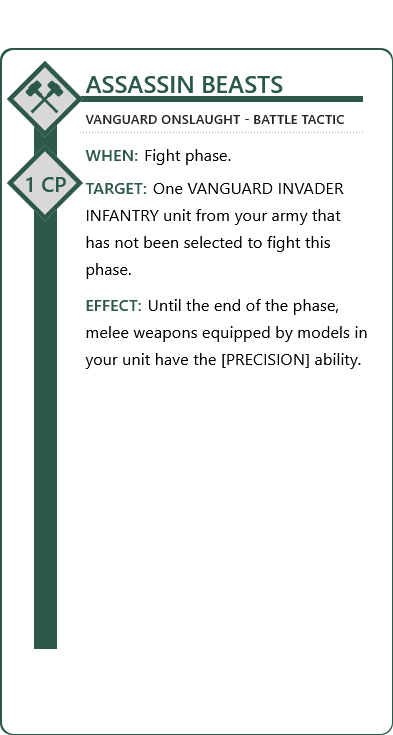 ASSASSIN BEASTS
VANGUARD ONSLAUGHT - BATTLE TACTIC
WHEN: Fight phase.
1 CP
TARGET: One VANGUARD INVADER
INFANTRY unit from your army that
has not been selected to fight this
phase.
EFFECT: Until the end of the phase,
melee weapons equipped by models in
your unit have the [PRECISION] ability.